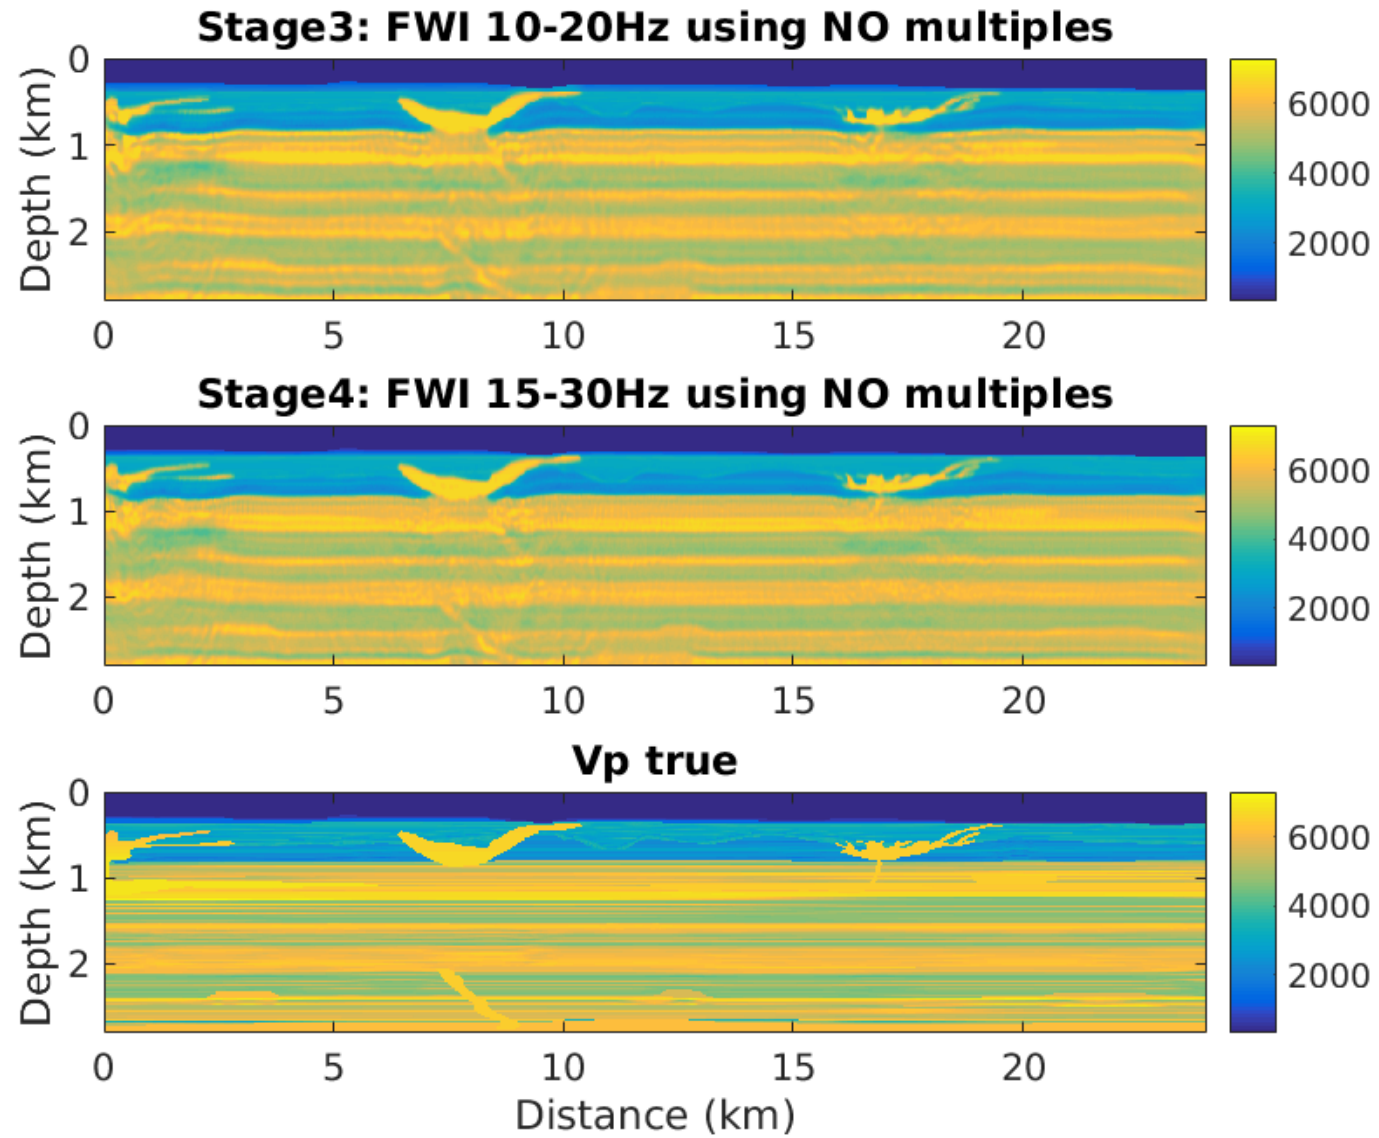 Stage3: FWI 10-20Hz using NO multiples
0
1
2
Depth (km)
0 5 10 15 20
6000
4000
2000
Stage4: FWI 15-30Hz using NO multiples
0
1
2
Depth (km)
0 5 10 15 20
6000
4000
2000
Vp true
0
1
2
Depth (km)
0 5 10 15 20
Distance (km)
6000
4000
2000